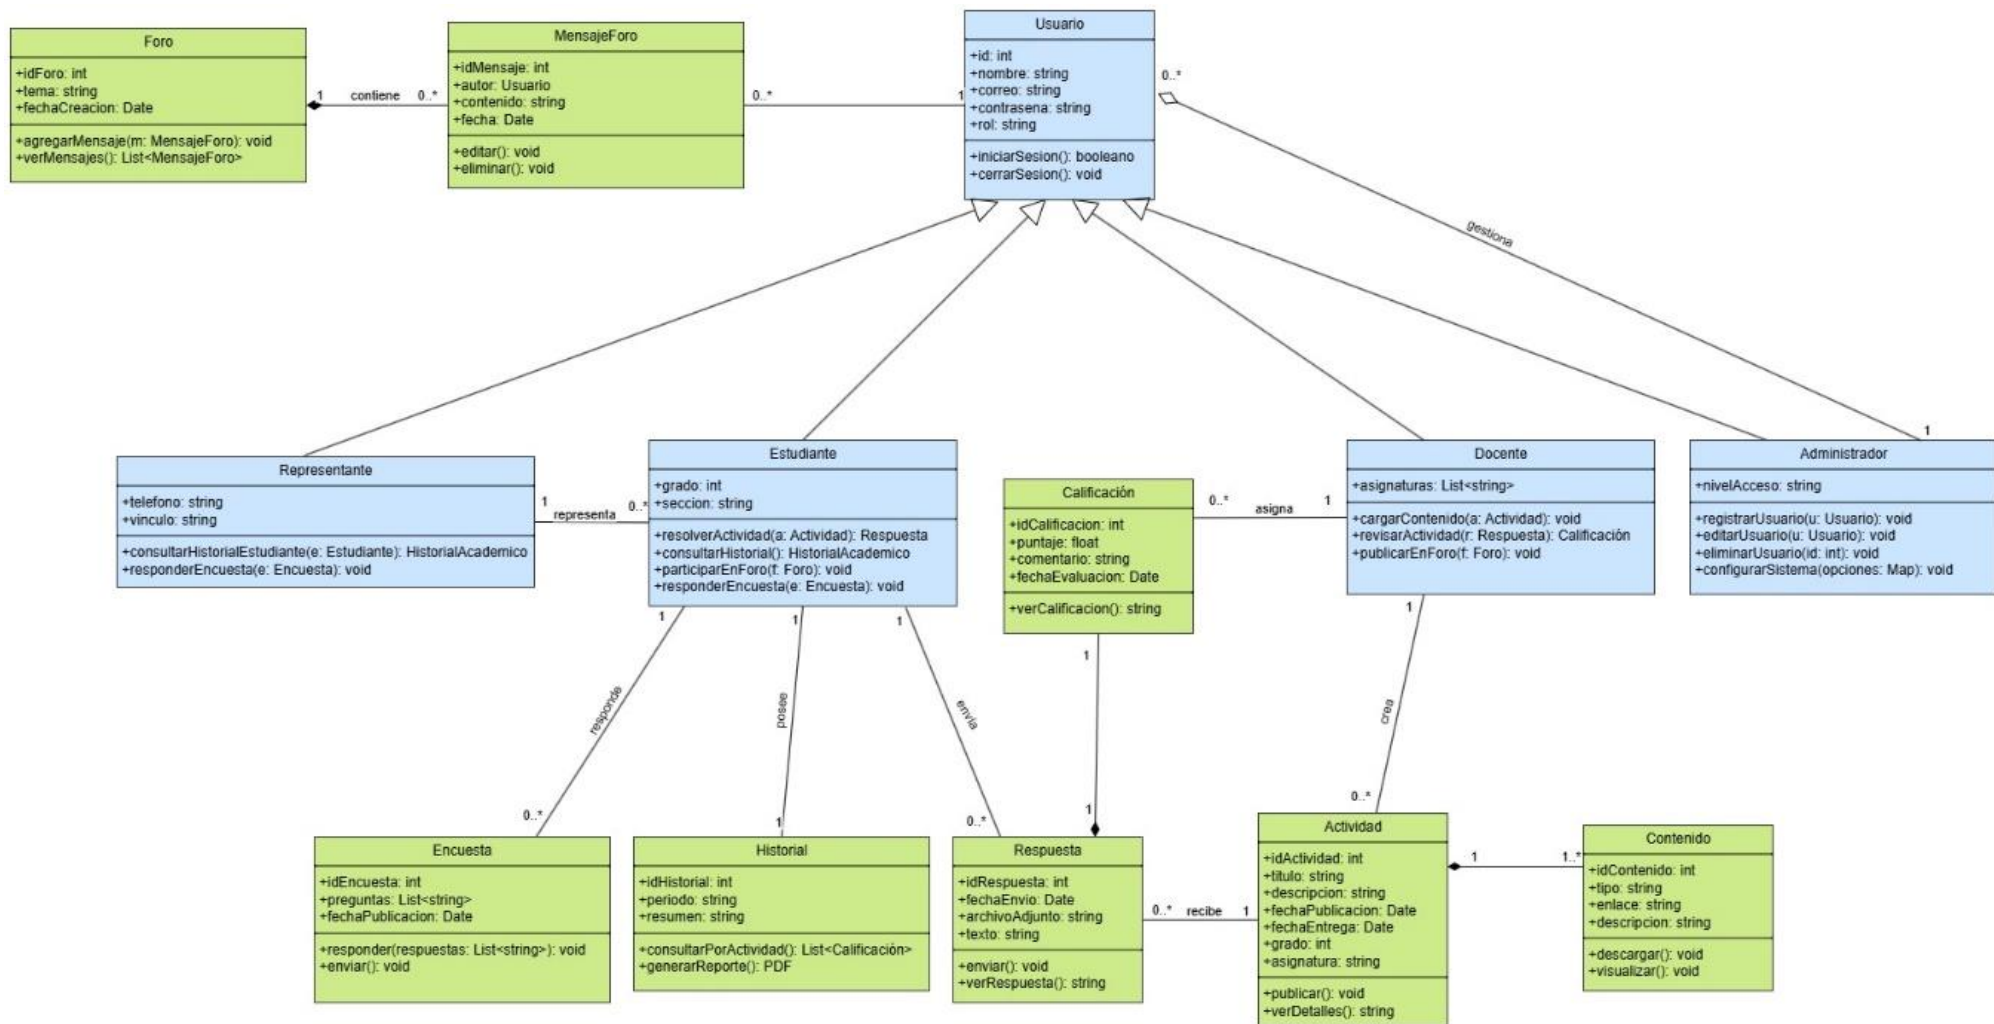 Foro
+idForo: int
+tema: string
+fechaCreacion: Date
+agregarMensaje(m: MensajeForo): void
+verMensajes(): List<MensajeForo>
1
contiene
0..*
MensajeForo
+idMensaje: int
+autor: Usuario
+contenido: string
+fecha: Date
+editar(): void
+eliminar(): void
0..*
1
Usuario
+id: int
+nombre: string
+correo: string
+contrasena: string
+rol: string
+iniciarSesion(): booleano
+cerrarSesion(): void
0..*
gestiona
1
Representante
+telefono: string
+vinculo: string
+consultarHistorialEstudiante(e: Estudiante): HistorialAcademico
+responderEncuesta(e: Encuesta): void
1
representa
0..*
Estudiante
+grado: int
+seccion: string
+resolverActividad(a: Actividad): Respuesta
+consultarHistorial(): HistorialAcademico
+participarEnForo(f: Foro): void
+responderEncuesta(e: Encuesta): void
Calificación
+idCalificacion: int
+puntaje: float
+comentario: string
+fechaEvaluacion: Date
+verCalificacion(): string
0..*
asigna
1
Docente
+asignaturas: List<string>
+cargarContenido(a: Actividad): void
+revisarActividad(r: Respuesta): Calificación
+publicarEnForo(f: Foro): void
Administrador
+nivelAcceso: string
+registrarUsuario(u: Usuario): void
+editarUsuario(u: Usuario): void
+eliminarUsuario(id: int): void
+configurarSistema(opciones: Map): void
1
responde
0..*
1
posee
1
1
envía
0..*
1
1
1
crea
0..*
Encuesta
+idEncuesta: int
+preguntas: List<string>
+fechaPublicacion: Date
+responder(respuestas: List<string>): void
+enviar(): void
Historial
+idHistorial: int
+periodo: string
+resumen: string
+consultarPorActividad(): List<Calificación>
+generarReporte(): PDF
Respuesta
+idRespuesta: int
+fechaEnvio: Date
+archivoAdjunto: string
+texto: string
+enviar(): void
+verRespuesta(): string
0..*
recibe
1
Actividad
+idActividad: int
+titulo: string
+descripcion: string
+fechaPublicacion: Date
+fechaEntrega: Date
+grado: int
+asignatura: string
+publicar(): void
+verDetalles(): string
1
1..*
Contenido
+idContenido: int
+tipo: string
+enlace: string
+descripcion: string
+descargar(): void
+visualizar(): void